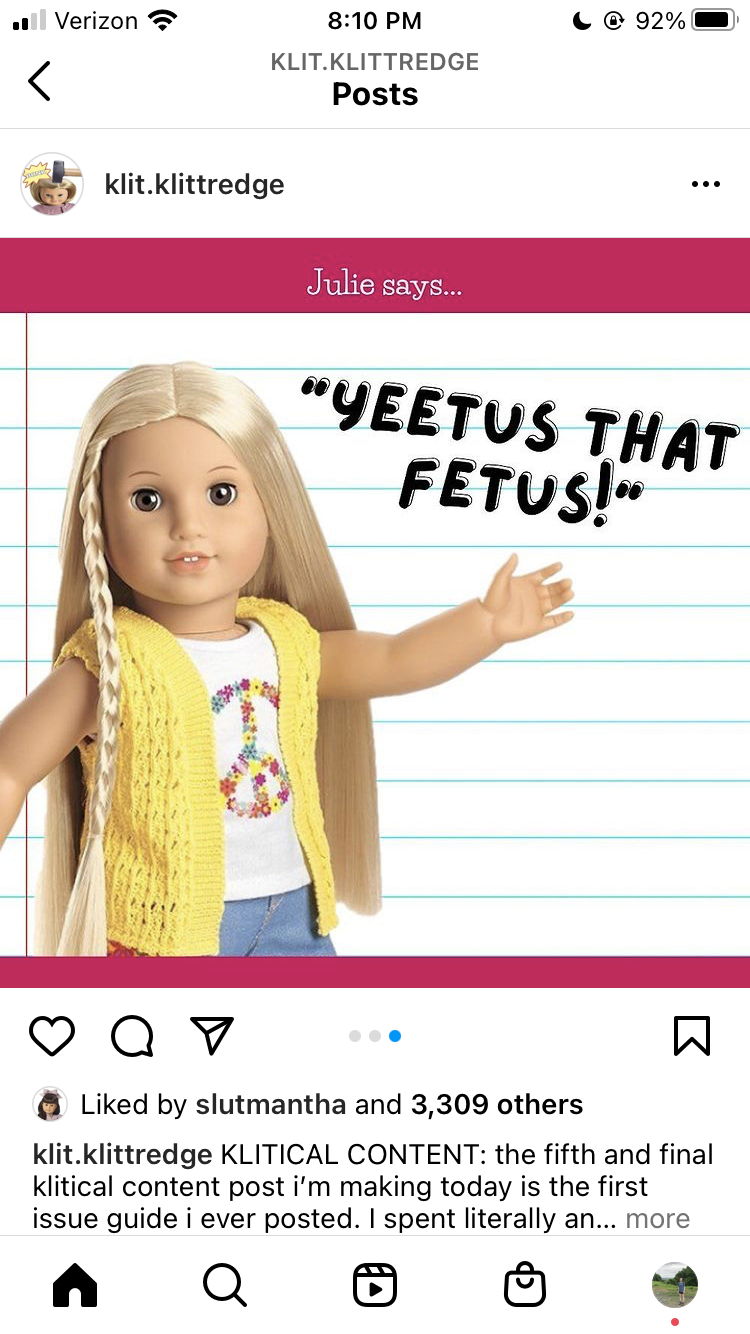 Verizon 8:10 PM 92%
KLIT.KLITTREDGE
Posts
klit.klittredge
Julie says...
"YEETUS THAT
FETUS!"
Liked by slutmantha and 3,309 others
klit.klittredge KLITICAL CONTENT: the fifth and final
klitical content post i’m making today is the first
issue guide i ever posted. I spent literally an... more